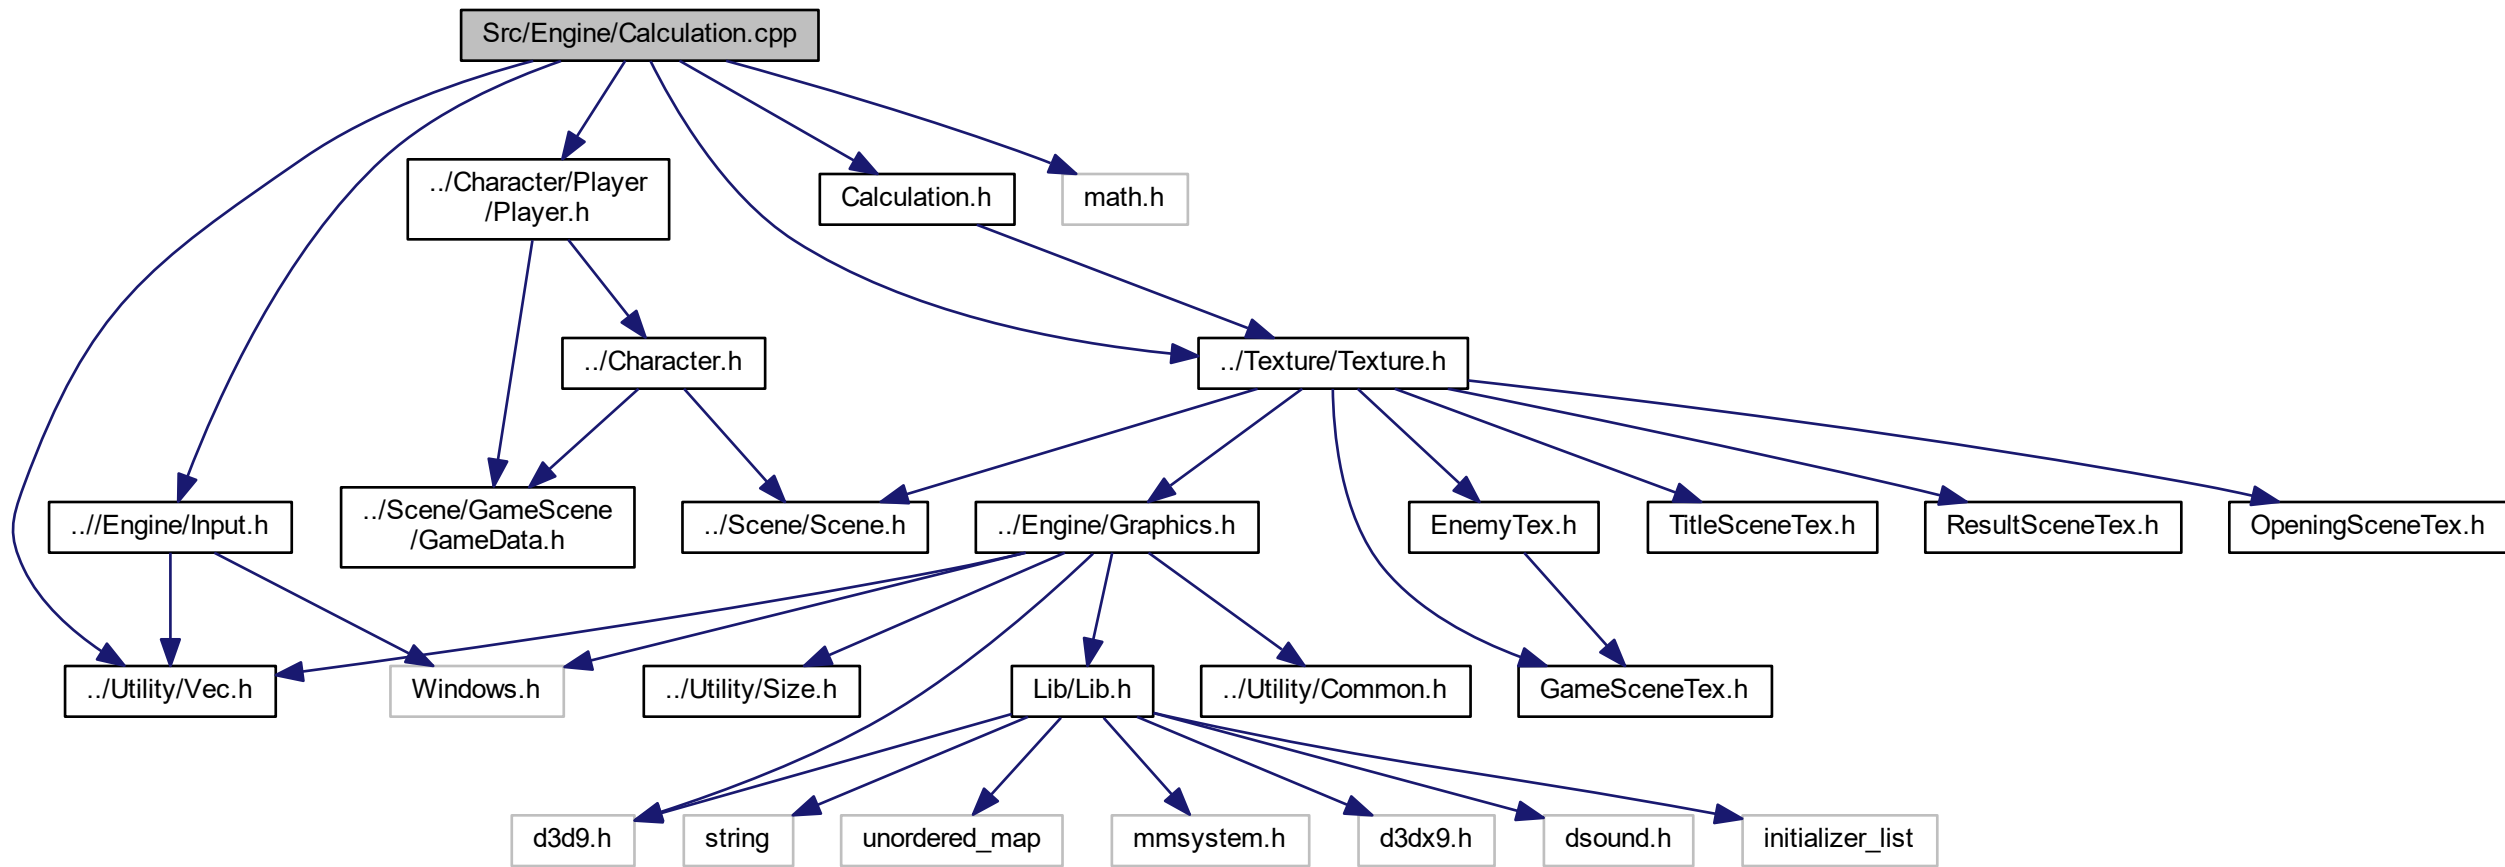 Src/Engine/Calculation.cpp
../Character/Player
/Player.h
Calculation.h
math.h
../Character.h
../Texture/Texture.h
..//Engine/Input.h
../Scene/GameScene
/GameData.h
../Scene/Scene.h
../Engine/Graphics.h
EnemyTex.h
TitleSceneTex.h
ResultSceneTex.h
OpeningSceneTex.h
../Utility/Vec.h
Windows.h
../Utility/Size.h
Lib/Lib.h
../Utility/Common.h
GameSceneTex.h
d3d9.h
string
unordered_map
mmsystem.h
d3dx9.h
dsound.h
initializer_list